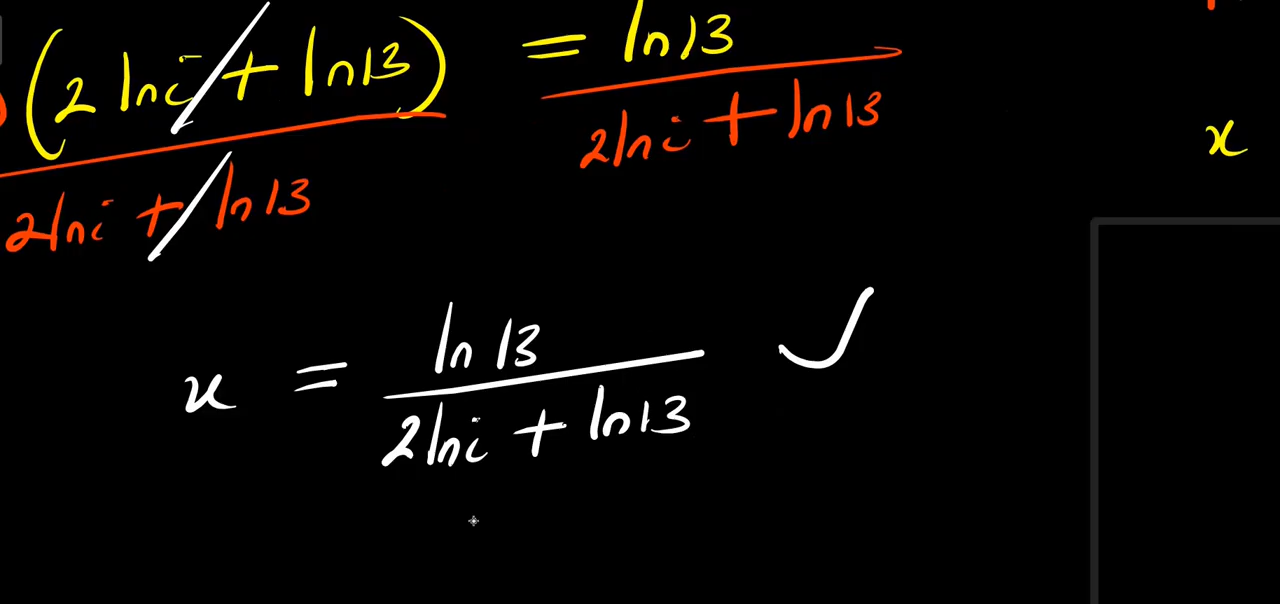 (2 lni + ln13) = ln13
2lni + ln13 2lni + ln13
x
x = ln 13
2lni + ln13